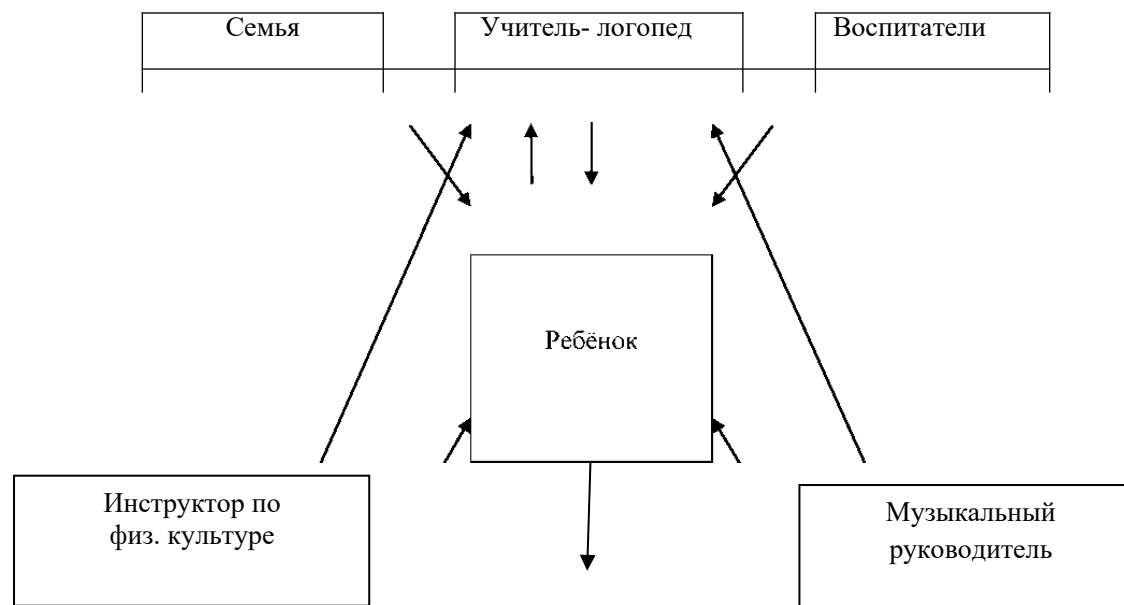 Семья
Учитель- логопед
Воспитатели
Ребёнок
Инструктор по
физ. культуре
Музыкальный
руководитель